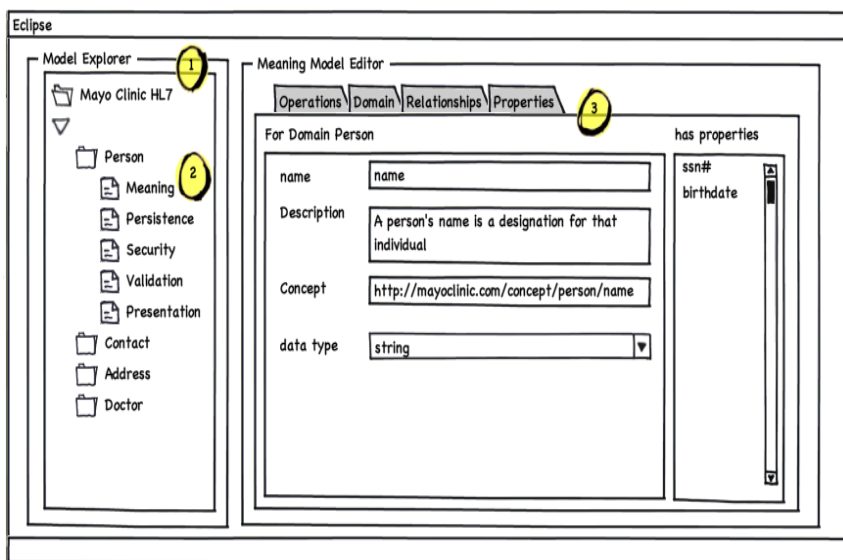 Eclipse
Model Explorer
1
Mayo Clinic HL7
Person
Meaning
2
Persistence
Security
Validation
Presentation
Contact
Address
Doctor
Meaning Model Editor
Operations Domain Relationships Properties
3
For Domain Person
name
name
Description
A person's name is a designation for that
individual
Concept
http://mayoclinic.com/concept/person/name
data type
string
has properties
ssn#
birthdate